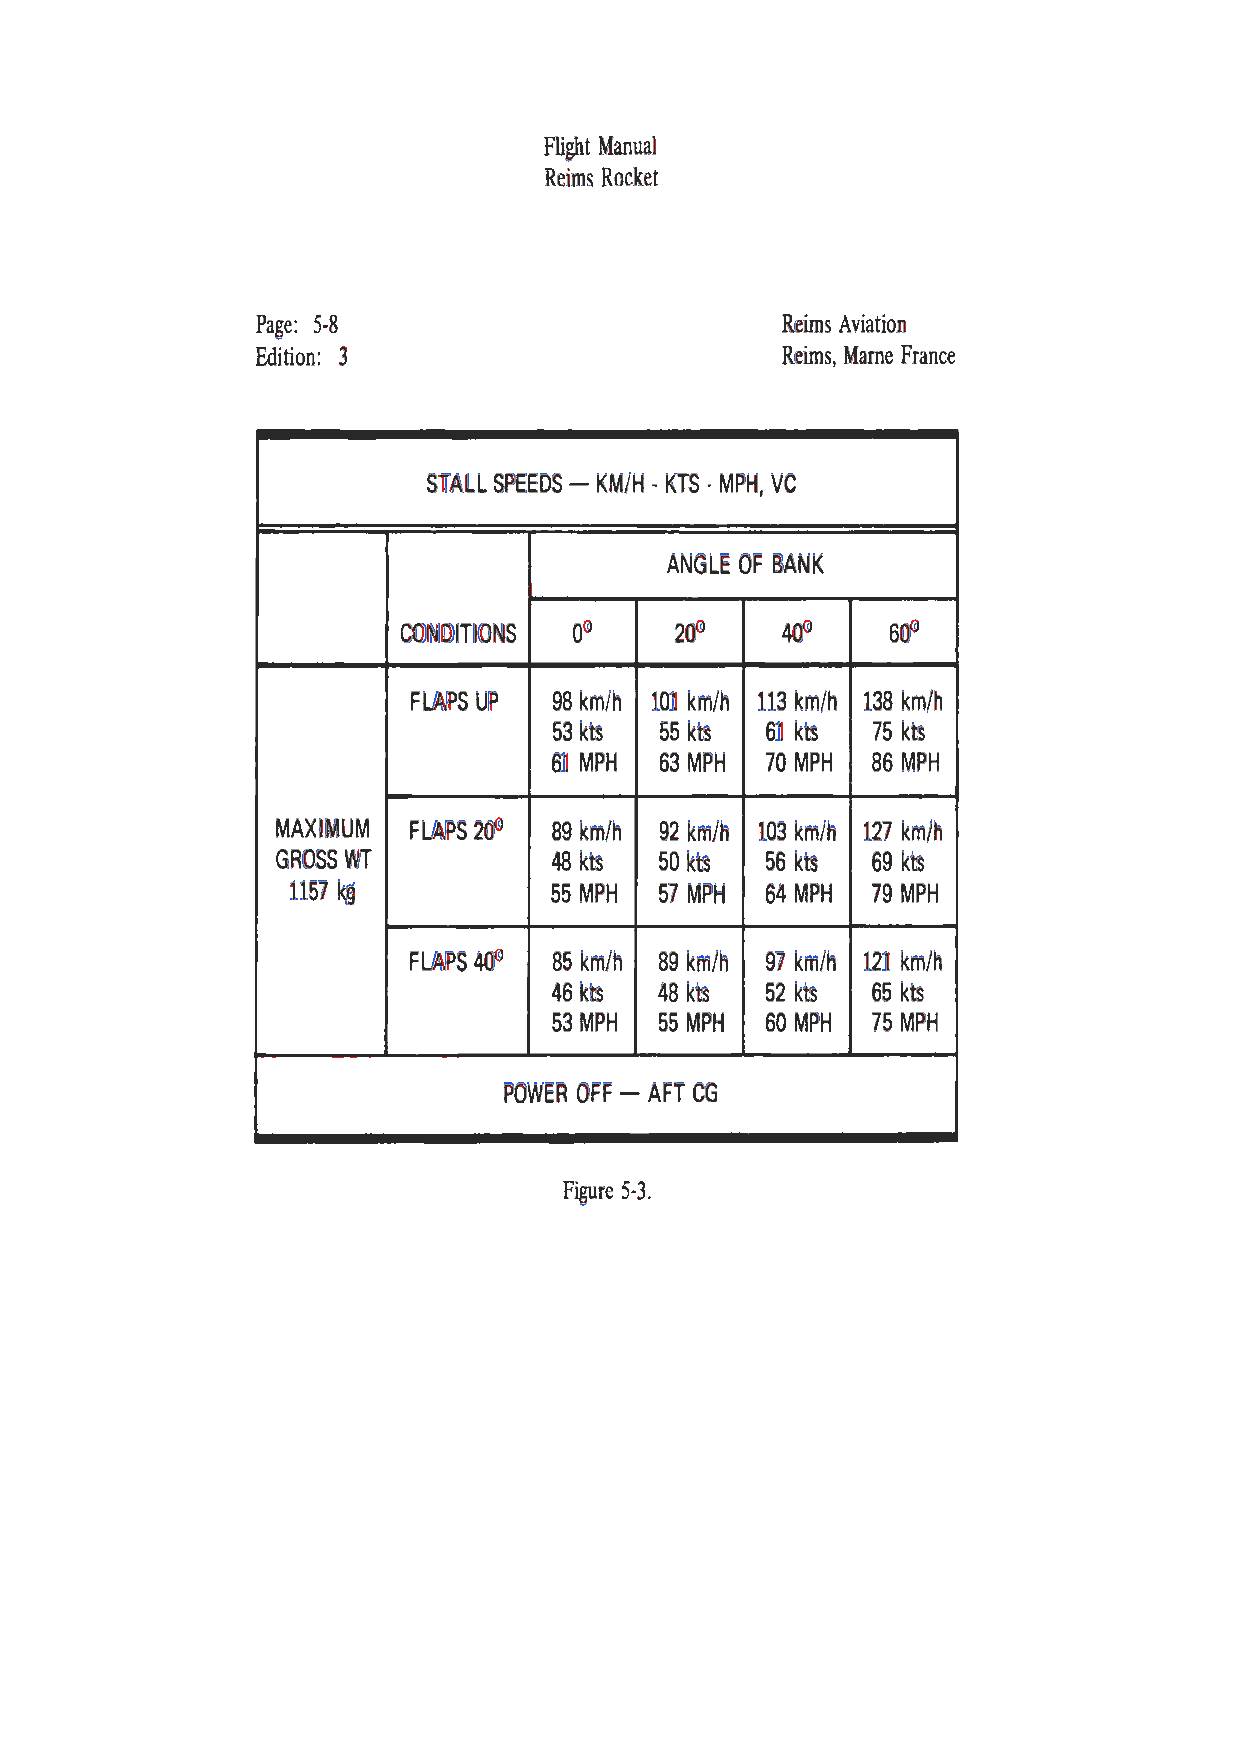 Flight Manual
Reims Rocket
Page: 5-8
Reims Aviation
Edition: 3
Reims, Marne France
STALL SPEEDS — KM/H - KTS - MPH, VC
ANGLE OF BANK
CONDITIONS 0° 20° 40° 60°
FLAPS UP 98 km/h 101 km/h 113 km/h 138 km/h
53 kts 55 kts 61 kts 75 kts
61 MPH 63 MPH 70 MPH 86 MPH
MAXIMUM FLAPS 20° 89 km/h 92 km/h 103 km/h 127 km/h
GROSS WT 48 kts 50 kts 56 kts 69 kts
1157 kg 55 MPH 57 MPH 64 MPH 79 MPH
FLAPS 40° 85 km/h 89 km/h 97 km/h 121 km/h
46 kts 48 kts 52 kts 65 kts
53 MPH 55 MPH 60 MPH 75 MPH
POWER OFF — AFT CG
Figure 5-3.